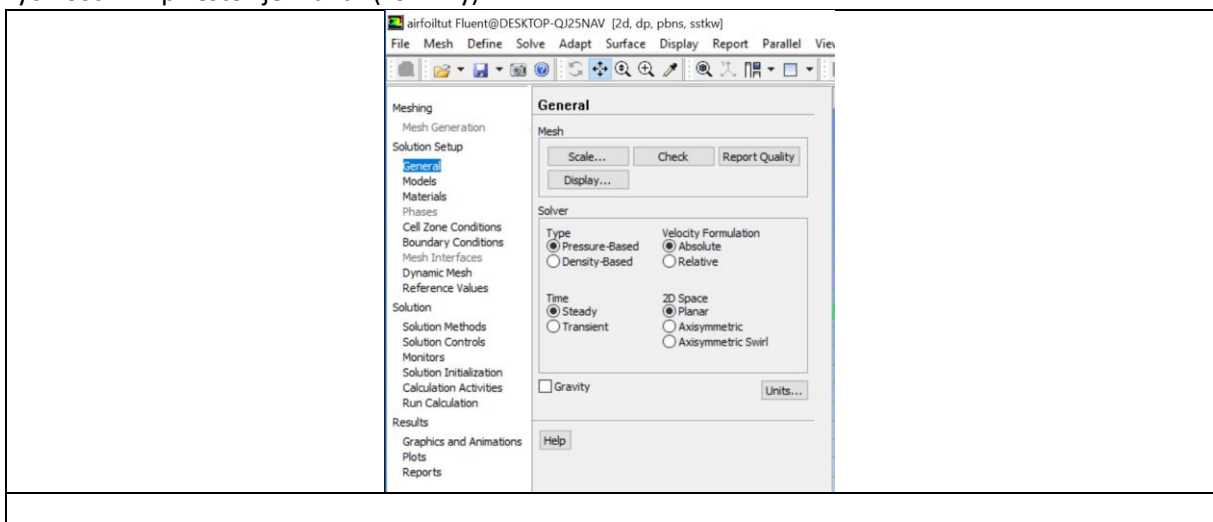 airfoiltut Fluent@DESKTOP-QJ25NAV [2d, dp, pbns, sstkw]
File Mesh Define Solve Adapt Surface Display Report Parallel
Meshing
Mesh Generation
Solution Setup
General
Models
Materials
Phases
Cell Zone Conditions
Boundary Conditions
Mesh Interfaces
Dynamic Mesh
Reference Values
Solution
Solution Methods
Solution Controls
Monitors
Solution Initialization
Calculation Activities
Run Calculation
Results
Graphics and Animations
Plots
Reports
General
Mesh
Scale... Check Report Quality
Display...
Solver
Type Velocity Formulation
Pressure-Based Absolute
Density-Based Relative
Time 2D Space
Steady Planar
Transient Axisymmetric
Axisymmetric Swirl
Gravity Units...
Help